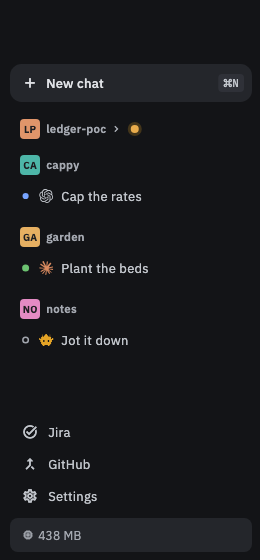 New chat ⌘N
LP ledger-poc
CA cappy
Cap the rates
GA garden
Plant the beds
NO notes
Jot it down
Jira
GitHub
Settings
438 MB